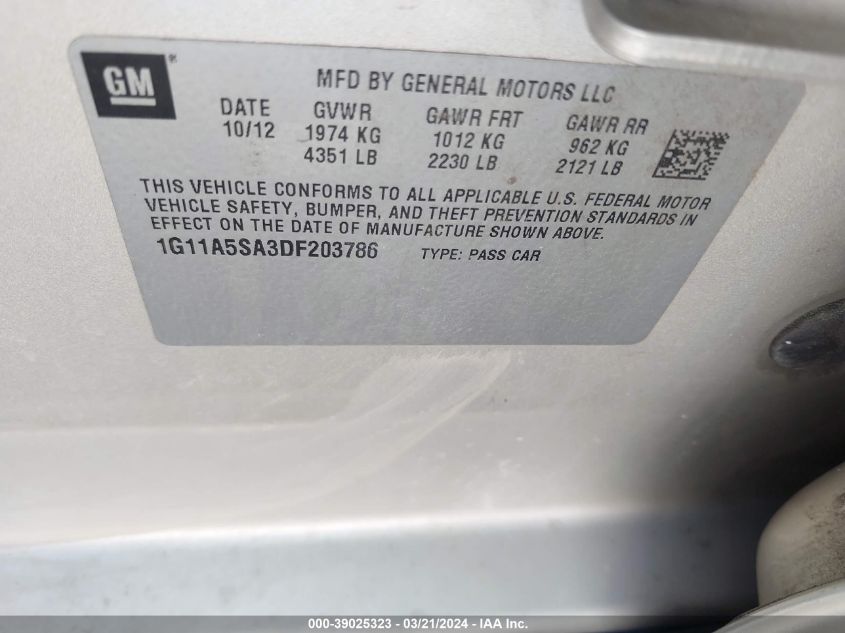 GM
MFD BY GENERAL MOTORS LLC
DATE GVWR GAWR FRT GAWR RR
10/12 1974 KG 1012 KG 962 KG
4351 LB 2230 LB 2121 LB
THIS VEHICLE CONFORMS TO ALL APPLICABLE U.S. FEDERAL MOTOR
VEHICLE SAFETY, BUMPER, AND THEFT PREVENTION STANDARDS IN
EFFECT ON THE DATE OF MANUFACTURE SHOWN ABOVE.
1G11A5SA3DF203786 TYPE: PASS CAR
000-39025323 - 03/21/2024 - IAA Inc.